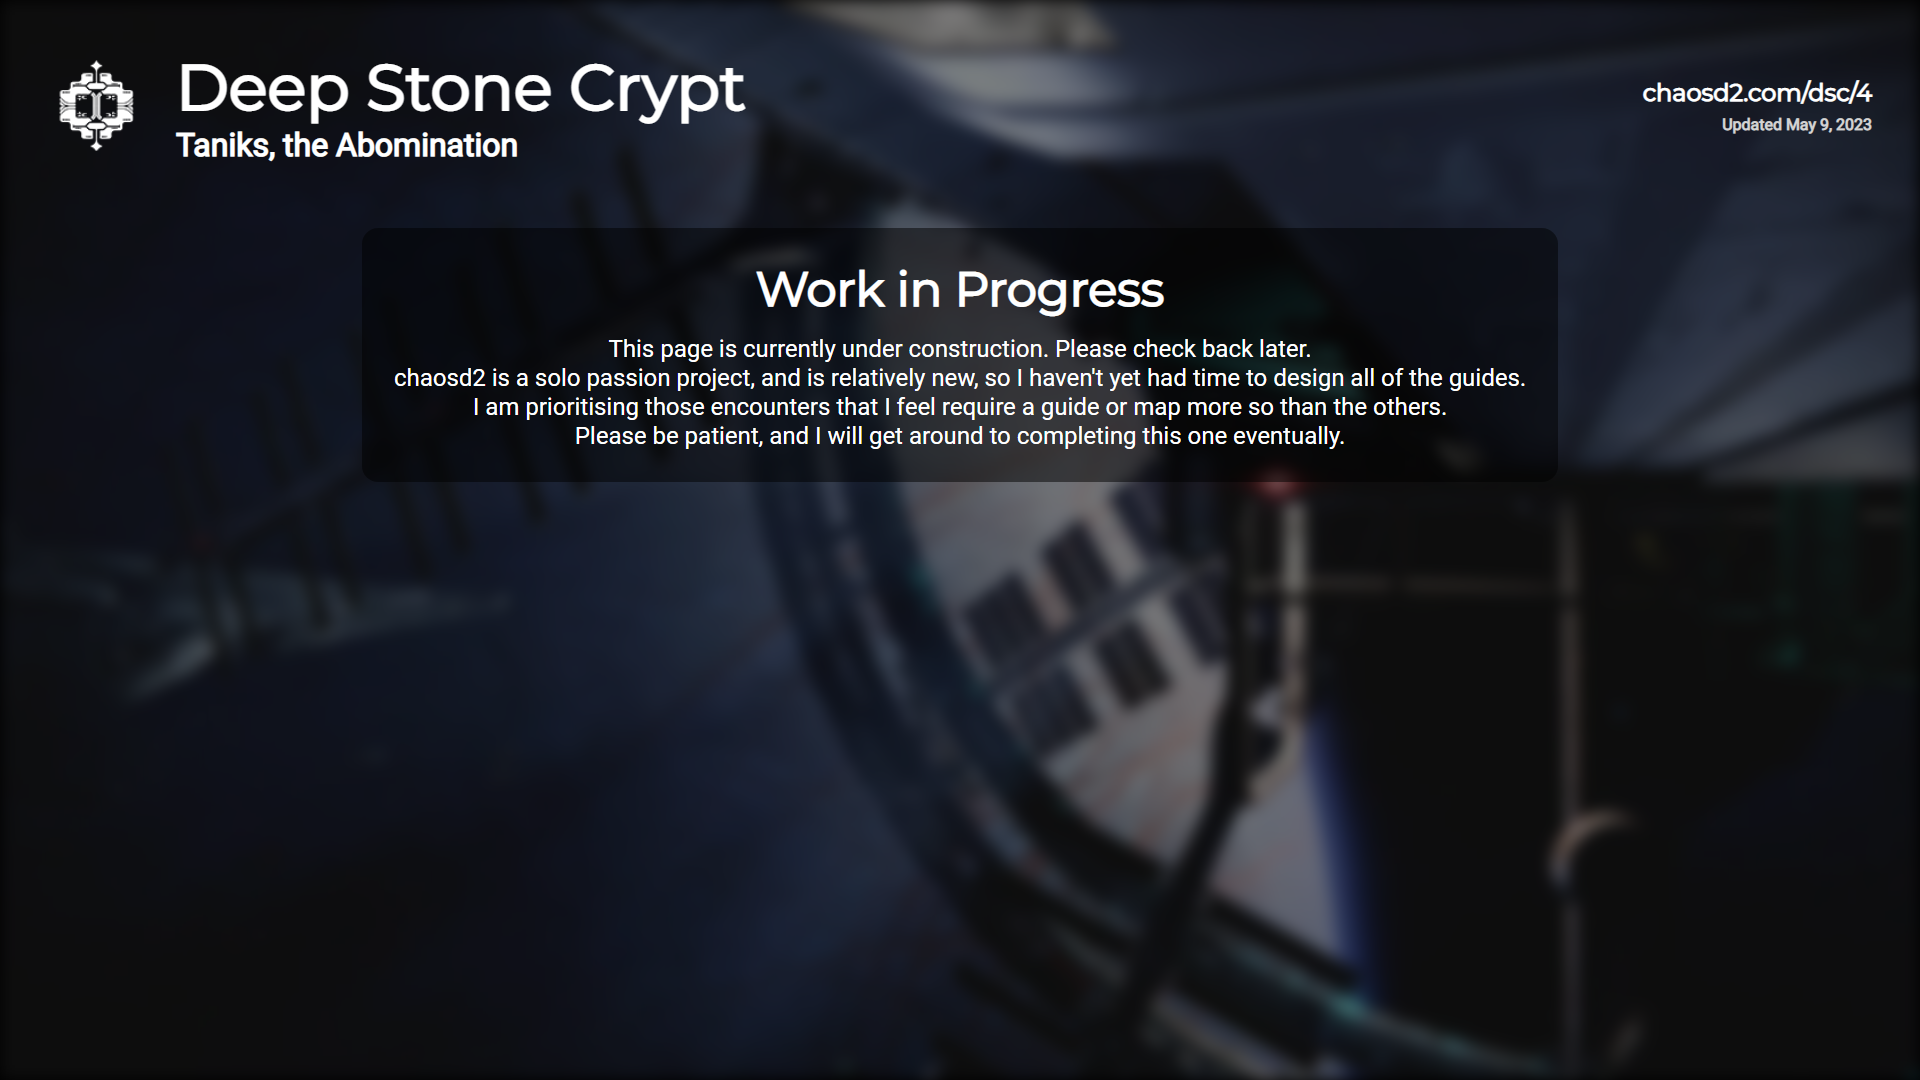 Deep Stone Crypt
Taniks, the Abomination
chaosd2.com/dsc/4
Updated May 9, 2023
Work in Progress
This page is currently under construction. Please check back later.
chaosd2 is a solo passion project, and is relatively new, so I haven't yet had time to design all of the guides.
I am prioritising those encounters that I feel require a guide or map more so than the others.
Please be patient, and I will get around to completing this one eventually.